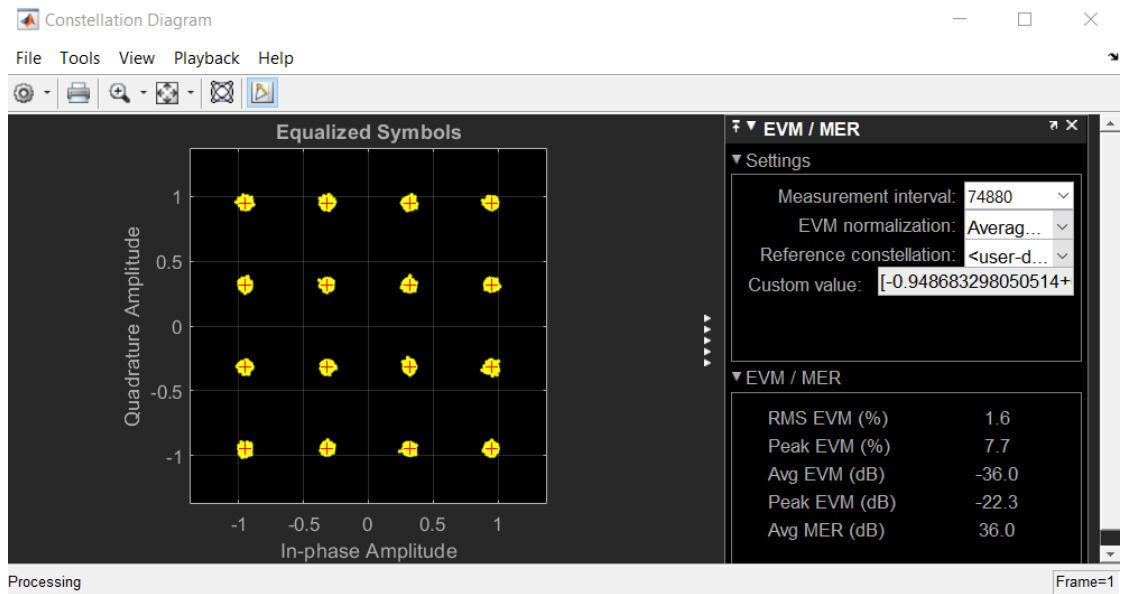 Constellation Diagram
File Tools View Playback Help
Equalized Symbols
1
0.5
0
-0.5
-1
Quadrature Amplitude
-1 -0.5 0 0.5 1
In-phase Amplitude
EVM / MER
Settings
Measurement interval: 74880
EVM normalization: Averag...
Reference constellation: <user-d...
Custom value: [-0.948683298050514+
EVM / MER
RMS EVM (%) 1.6
Peak EVM (%) 7.7
Avg EVM (dB) -36.0
Peak EVM (dB) -22.3
Avg MER (dB) 36.0
Processing
Frame=1